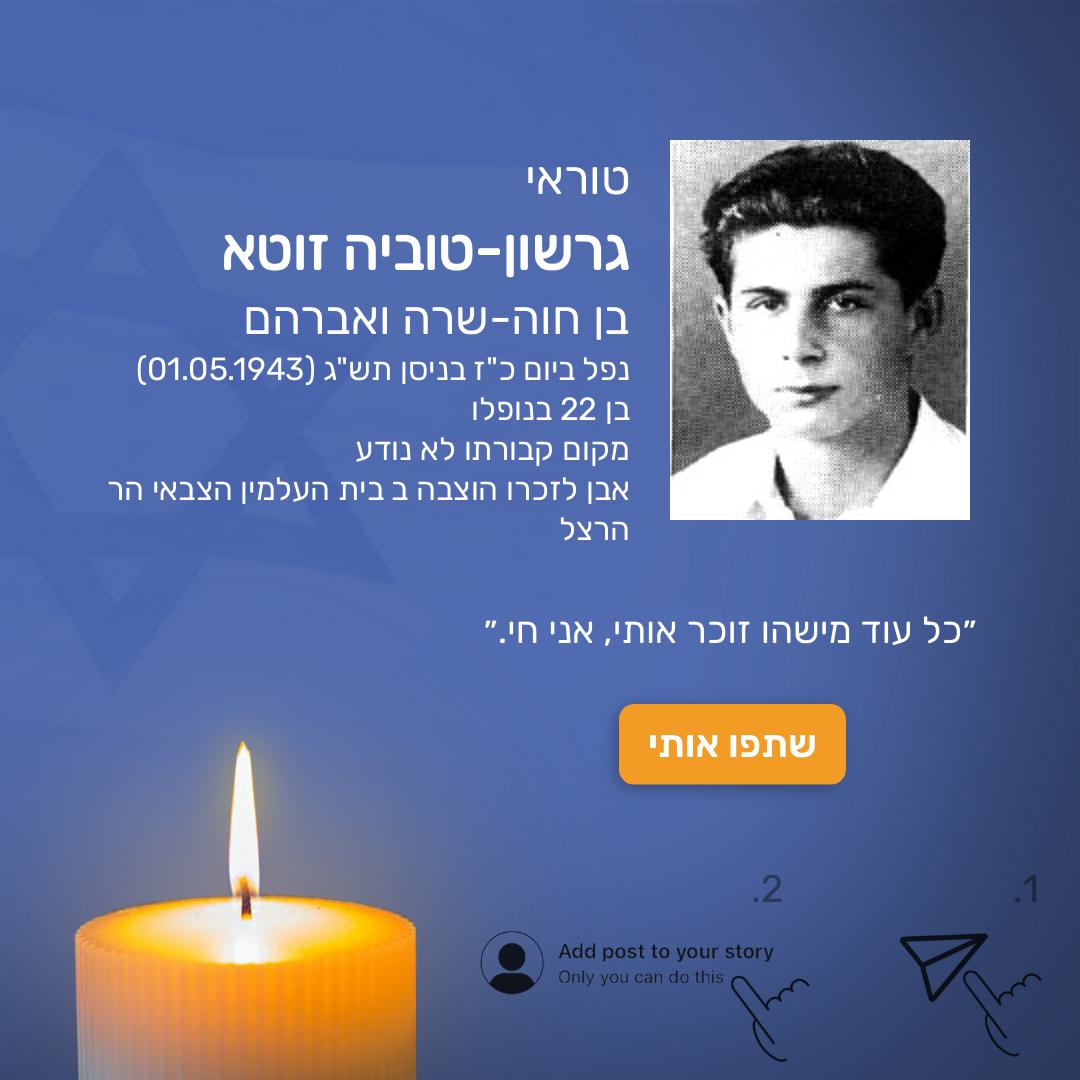 טוראי
גרשון-טוביה זוטא
בן חוה-שרה ואברהם
נפל ביום כ"ז בניסן תש"ג (01.05.1943)
בן 22 בנופלו
מקום קבורתו לא נודע
אבן לזכרו הוצבה ב בית העלמין הצבאי הר
הרצל
״כל עוד מישהו זוכר אותי, אני חי.״
שתפו אותי
1.
2.
Add post to your story
Only you can do this